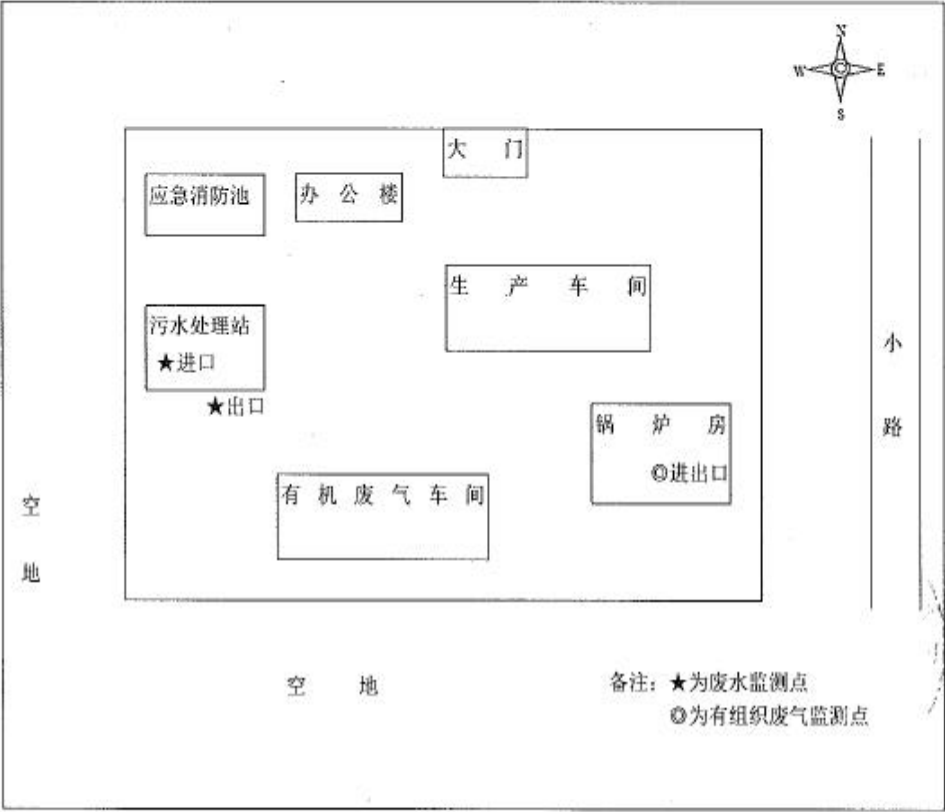 N
W E
S
大门
应急消防池
办公楼
生产车间
污水处理站
★进口
★出口
小路
锅炉房
◎进出口
有机废气车间
空地
空地
备注：★为废水监测点
◎为有组织废气监测点